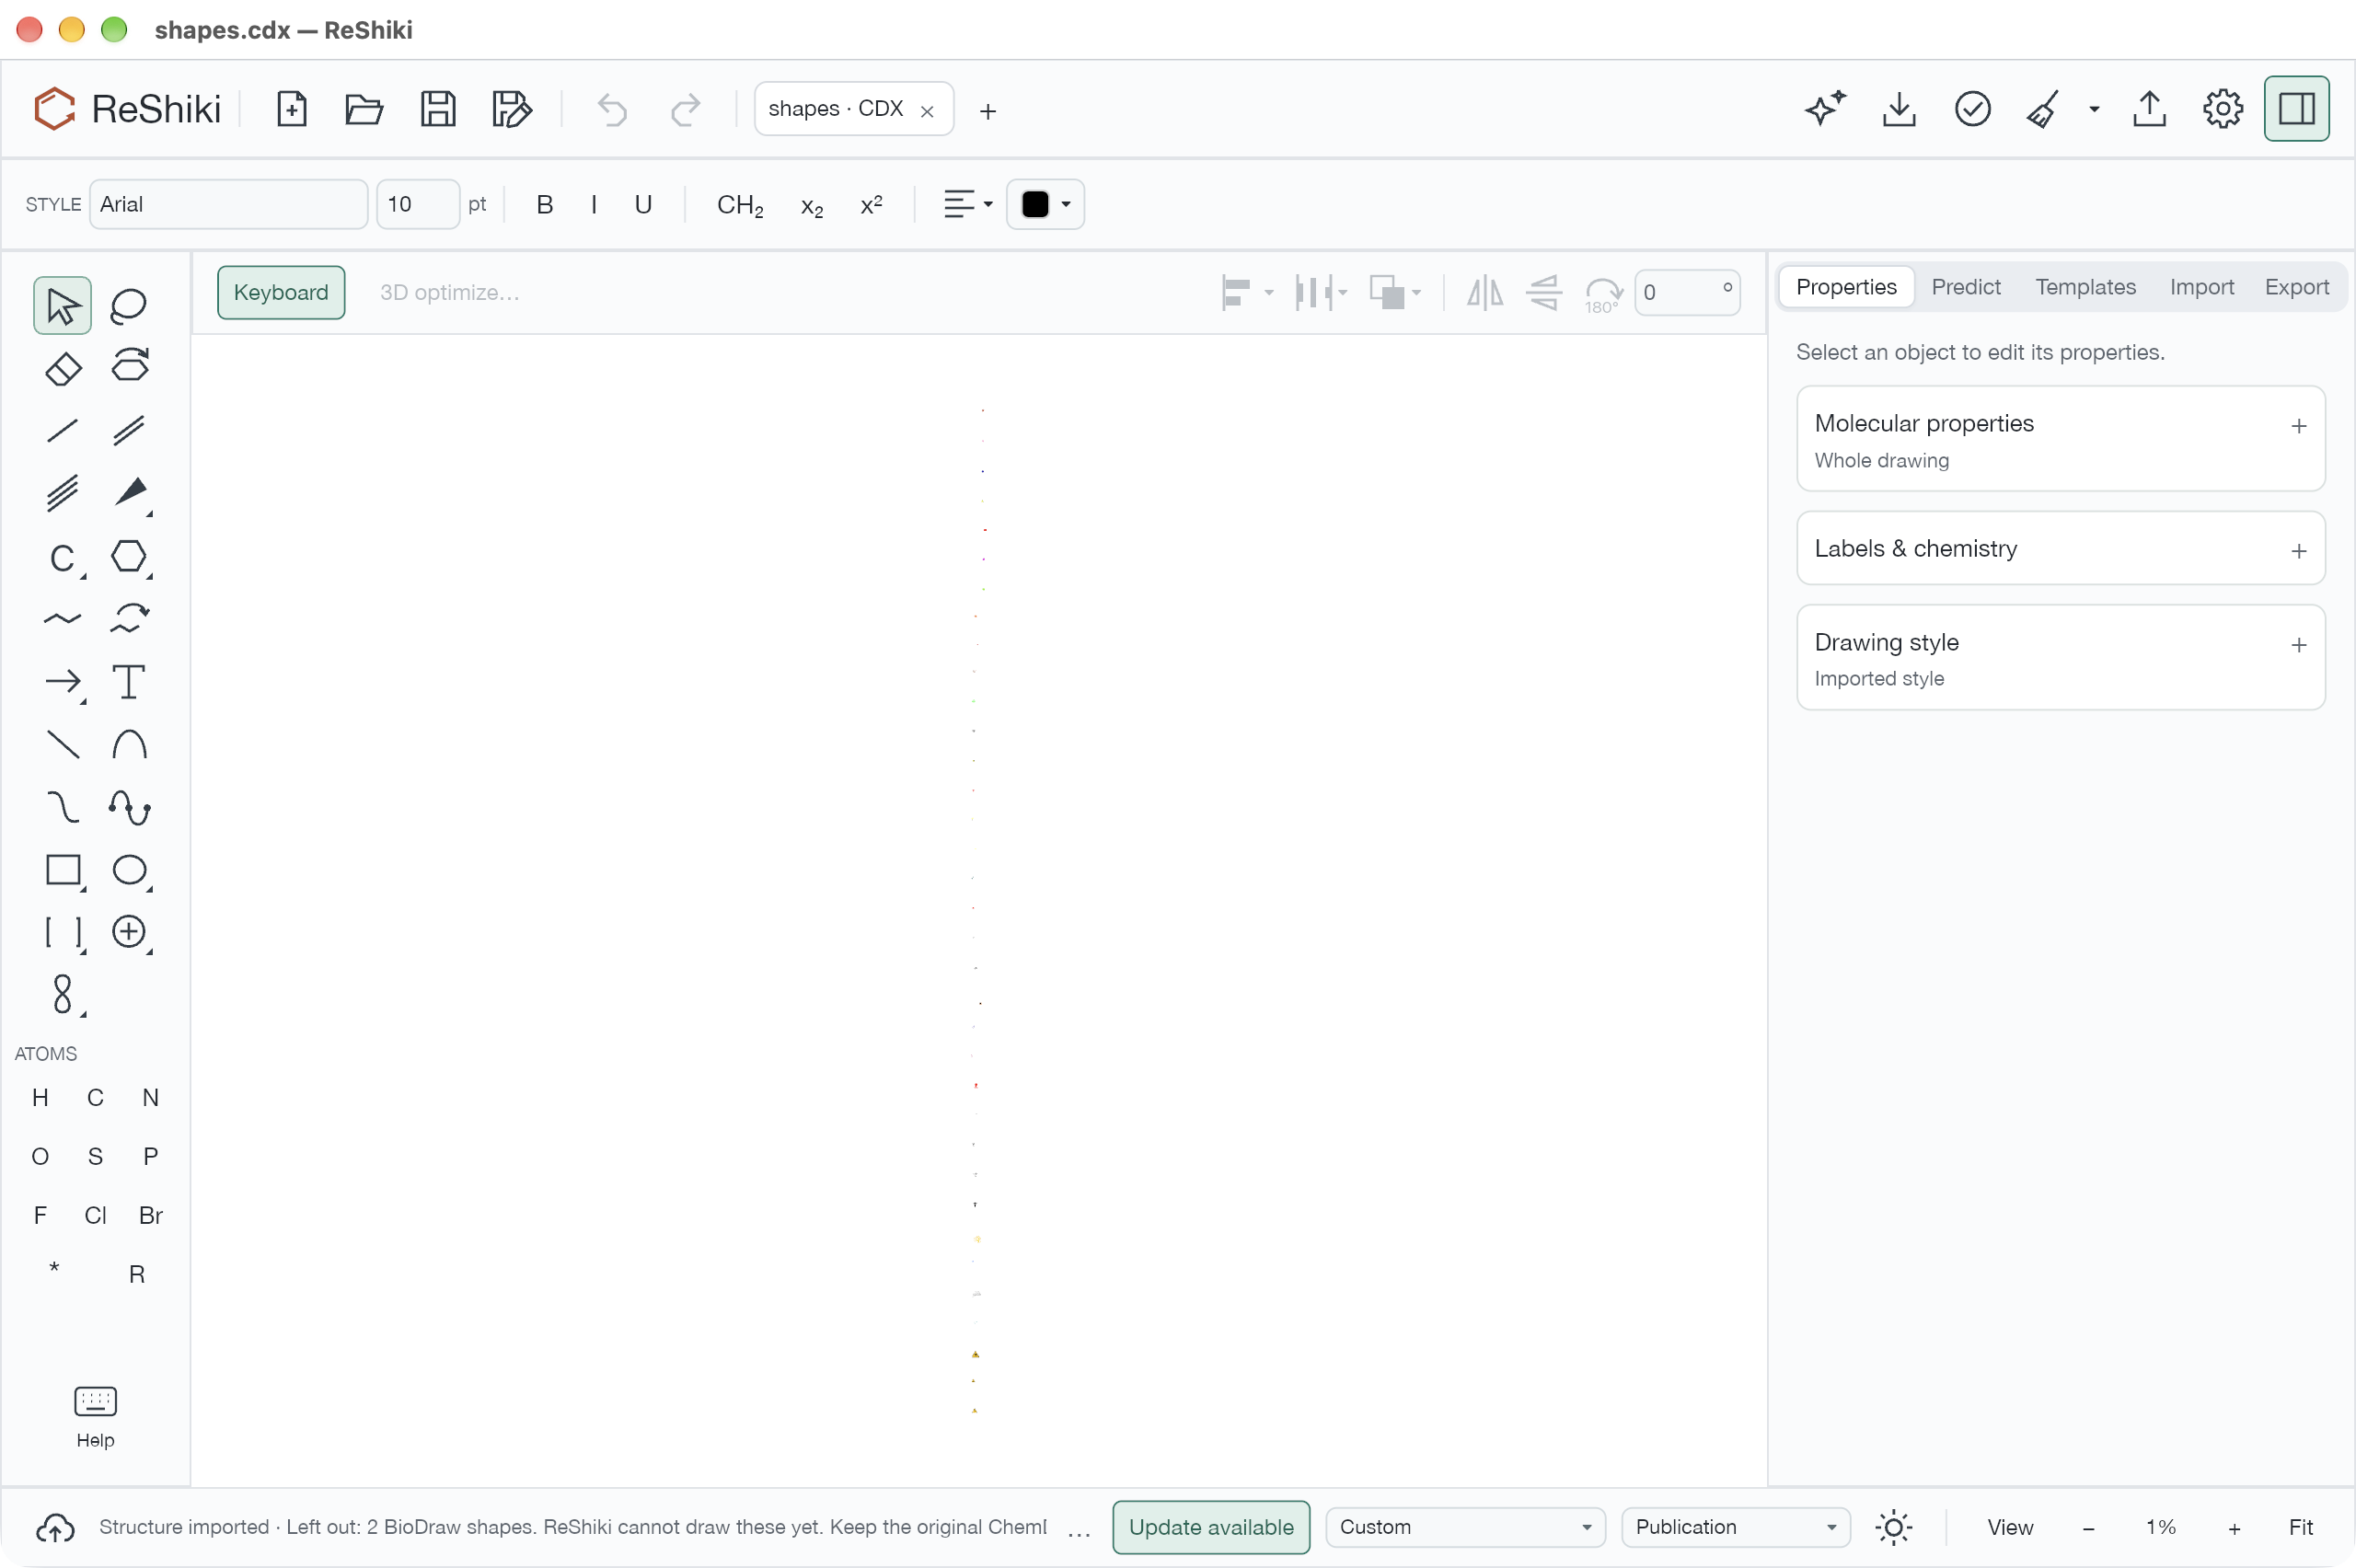 shapes.cdx — ReShiki
ReShiki
shapes · CDX
STYLE Arial 10 pt B I U CH₂ x₂ x²
Keyboard 3D optimize... 180° 0 °
Properties Predict Templates Import Export
Select an object to edit its properties.
Molecular properties
Whole drawing
Labels & chemistry
Drawing style
Imported style
C
T
ATOMS
H C N
O S P
F Cl Br
* R
Help
Structure imported · Left out: 2 BioDraw shapes. ReShiki cannot draw these yet. Keep the original Chem ... Update available Custom Publication View − 1% + Fit